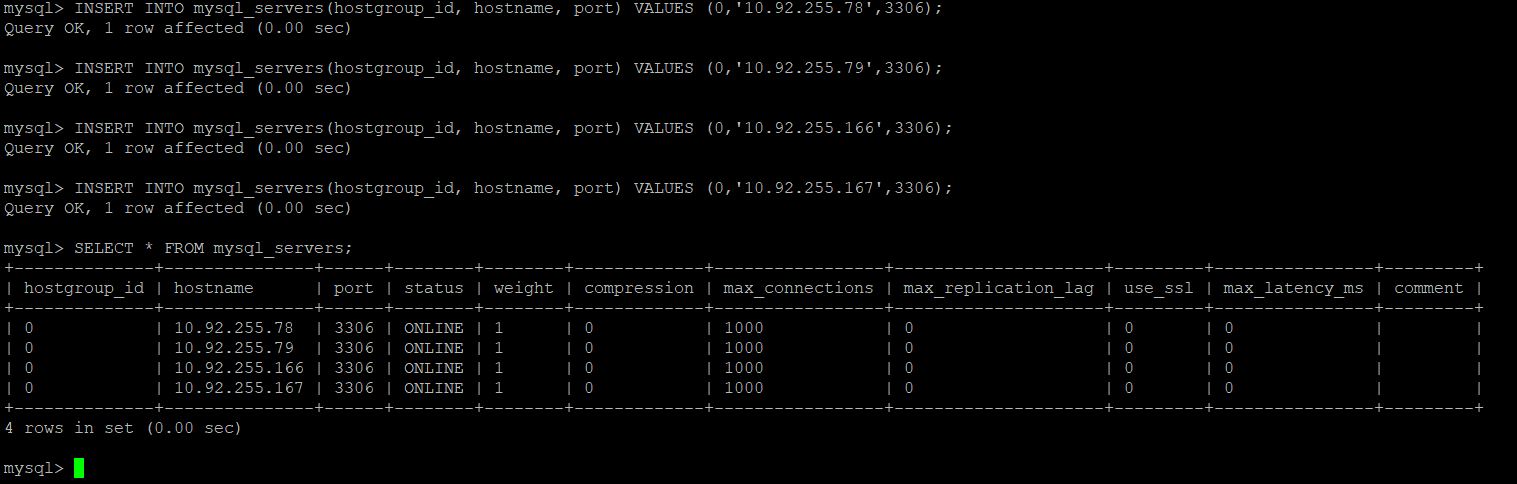 mysql> INSERT INTO mysql_servers(hostgroup_id, hostname, port) VALUES (0,'10.92.255.78',3306);
Query OK, 1 row affected (0.00 sec)
mysql> INSERT INTO mysql_servers(hostgroup_id, hostname, port) VALUES (0,'10.92.255.79',3306);
Query OK, 1 row affected (0.00 sec)
mysql> INSERT INTO mysql_servers(hostgroup_id, hostname, port) VALUES (0,'10.92.255.166',3306);
Query OK, 1 row affected (0.00 sec)
mysql> INSERT INTO mysql_servers(hostgroup_id, hostname, port) VALUES (0,'10.92.255.167',3306);
Query OK, 1 row affected (0.00 sec)
mysql> SELECT * FROM mysql_servers;
+--------------+---------------+------+--------+--------+-------------+-----------------+---------------------+---------+----------------+---------+
| hostgroup_id | hostname      | port | status | weight | compression | max_connections | max_replication_lag | use_ssl | max_latency_ms | comment |
+--------------+---------------+------+--------+--------+-------------+-----------------+---------------------+---------+----------------+---------+
| 0            | 10.92.255.78  | 3306 | ONLINE | 1      | 0           | 1000            | 0                   | 0       | 0              |         |
| 0            | 10.92.255.79  | 3306 | ONLINE | 1      | 0           | 1000            | 0                   | 0       | 0              |         |
| 0            | 10.92.255.166 | 3306 | ONLINE | 1      | 0           | 1000            | 0                   | 0       | 0              |         |
| 0            | 10.92.255.167 | 3306 | ONLINE | 1      | 0           | 1000            | 0                   | 0       | 0              |         |
+--------------+---------------+------+--------+--------+-------------+-----------------+---------------------+---------+----------------+---------+
4 rows in set (0.00 sec)
mysql>